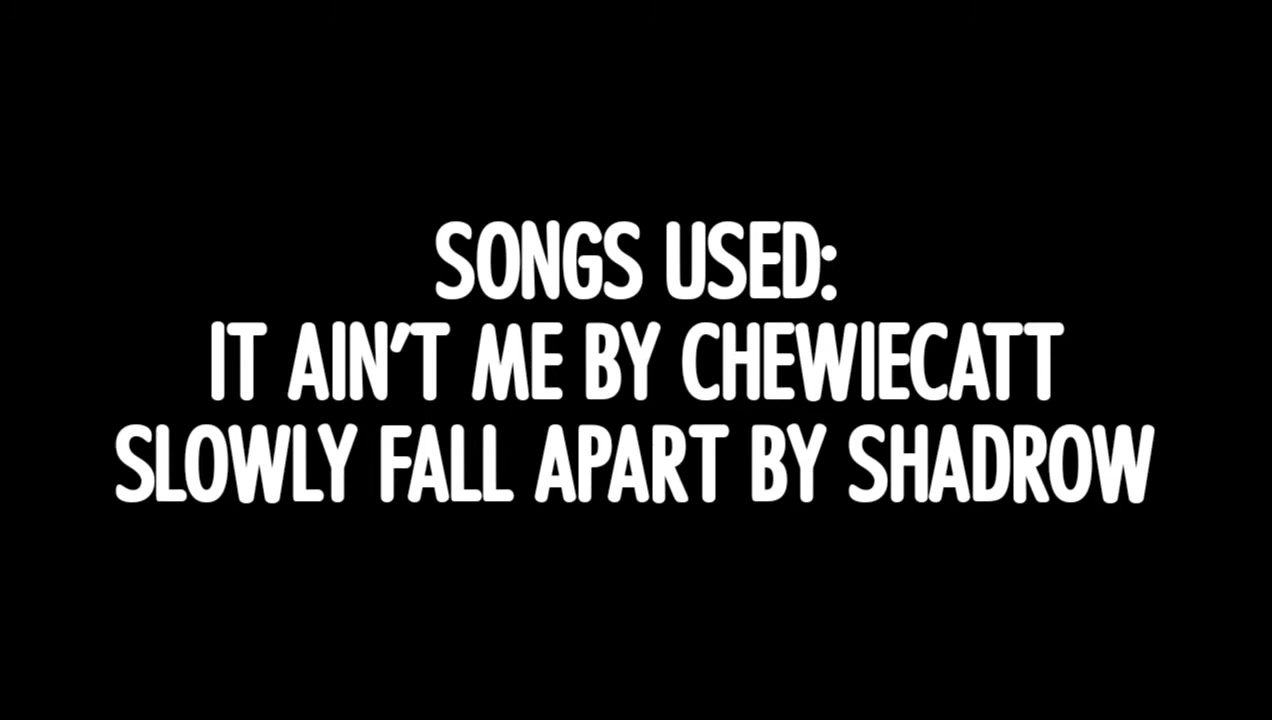 SONGS USED:
IT AIN'T ME BY CHEWIECATT
SLOWLY FALL APART BY SHADROW